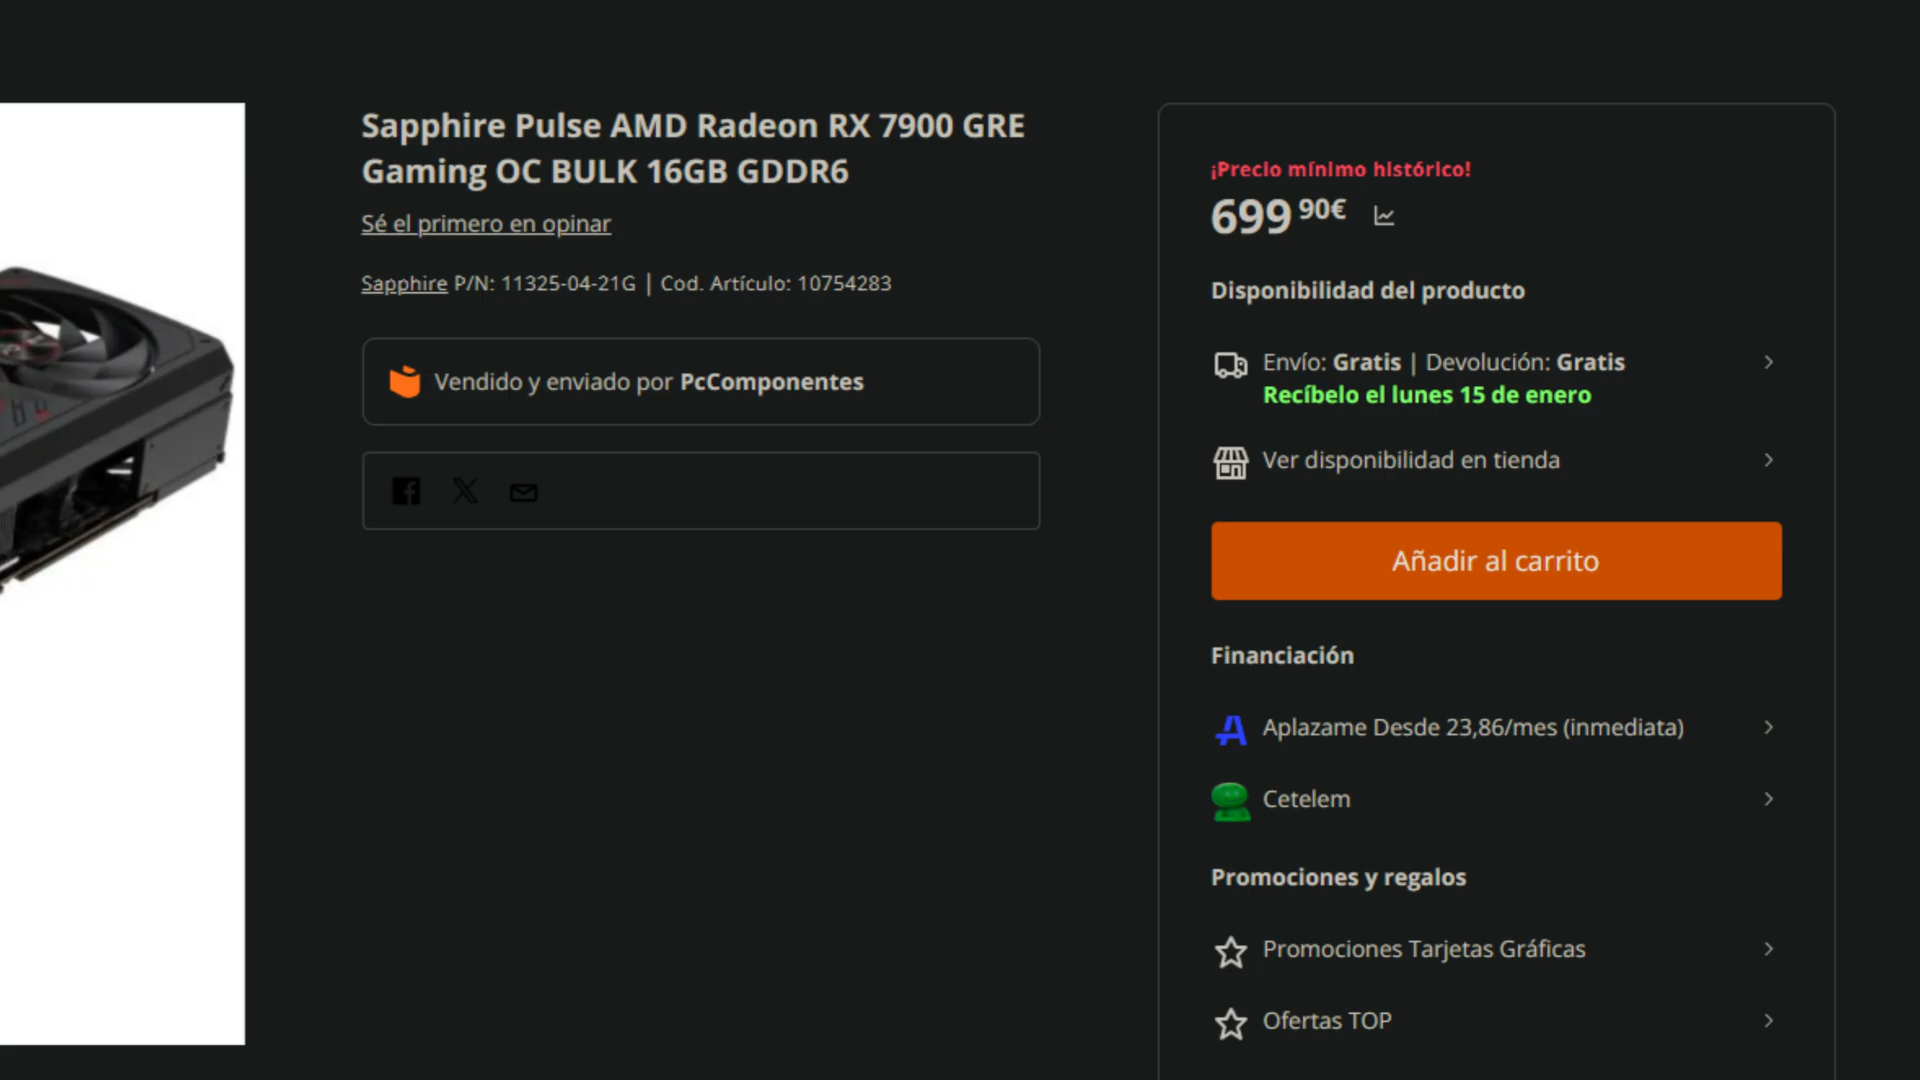 Sapphire Pulse AMD Radeon RX 7900 GRE
Gaming OC BULK 16GB GDDR6
Sé el primero en opinar
Sapphire P/N: 11325-04-21G | Cod. Artículo: 10754283
Vendido y enviado por PcComponentes
¡Precio mínimo histórico!
699 90€
Disponibilidad del producto
Envío: Gratis | Devolución: Gratis
Recíbelo el lunes 15 de enero
Ver disponibilidad en tienda
Añadir al carrito
Financiación
Aplazame Desde 23,86/mes (inmediata)
Cetelem
Promociones y regalos
Promociones Tarjetas Gráficas
Ofertas TOP